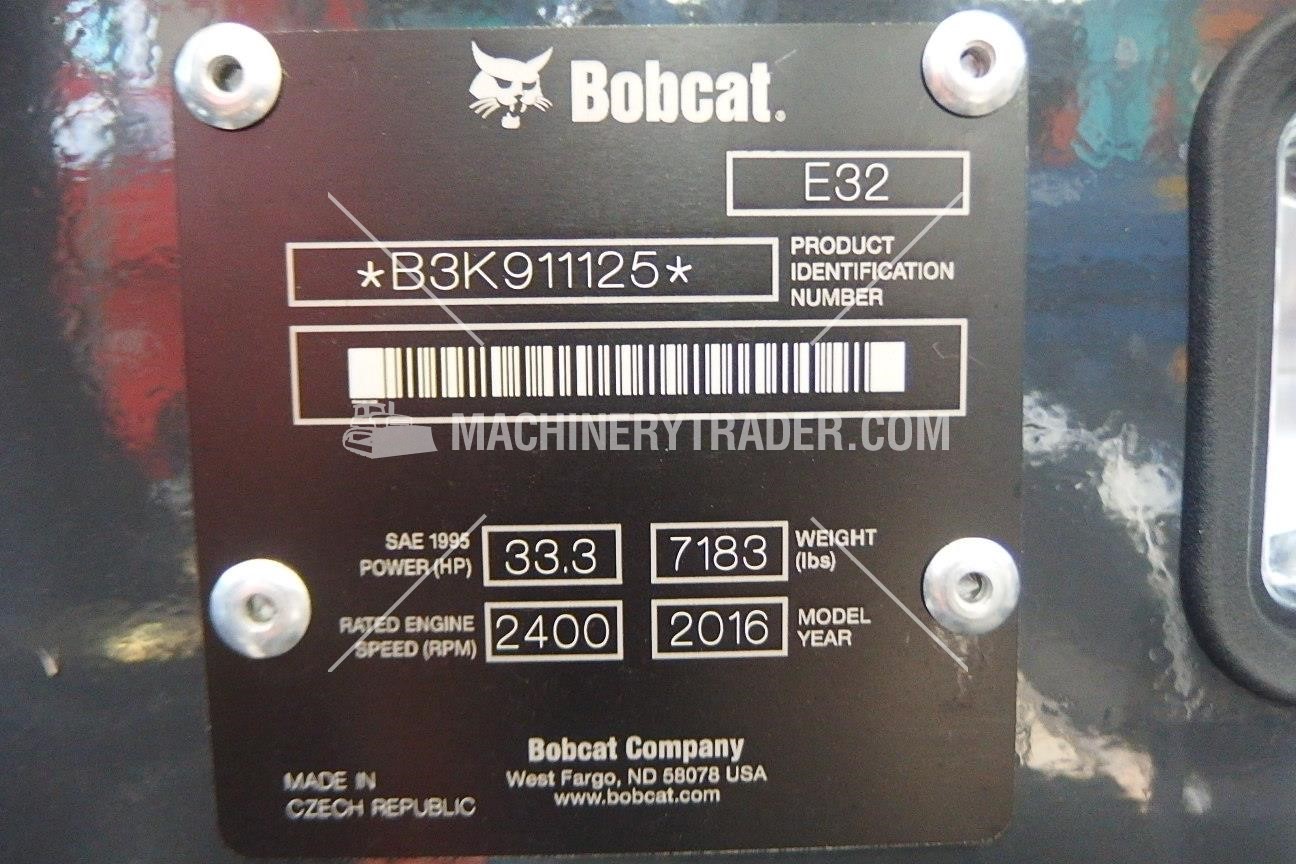 Bobcat®
E32
*B3K911125*
PRODUCT
IDENTIFICATION
NUMBER
MACHINERYTRADER.COM
SAE 1995
POWER (HP)
33.3
7183
WEIGHT
(lbs)
RATED ENGINE
SPEED (RPM)
2400
2016
MODEL
YEAR
Bobcat Company
West Fargo, ND 58078 USA
www.bobcat.com
MADE IN
CZECH REPUBLIC